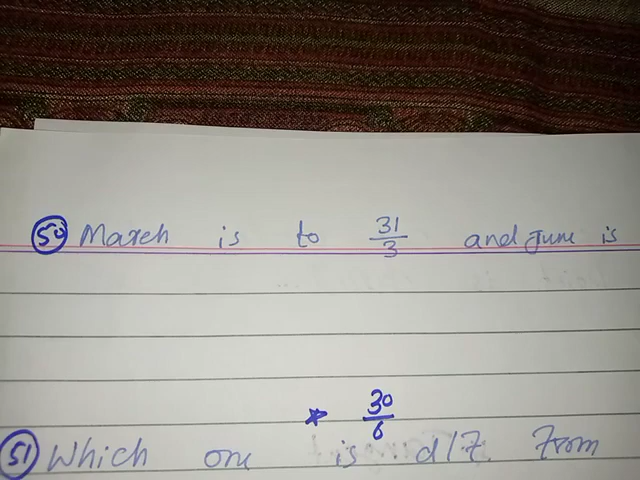 50 March is to 31/3 and June is
* 30/6
51 Which one is d/f. from